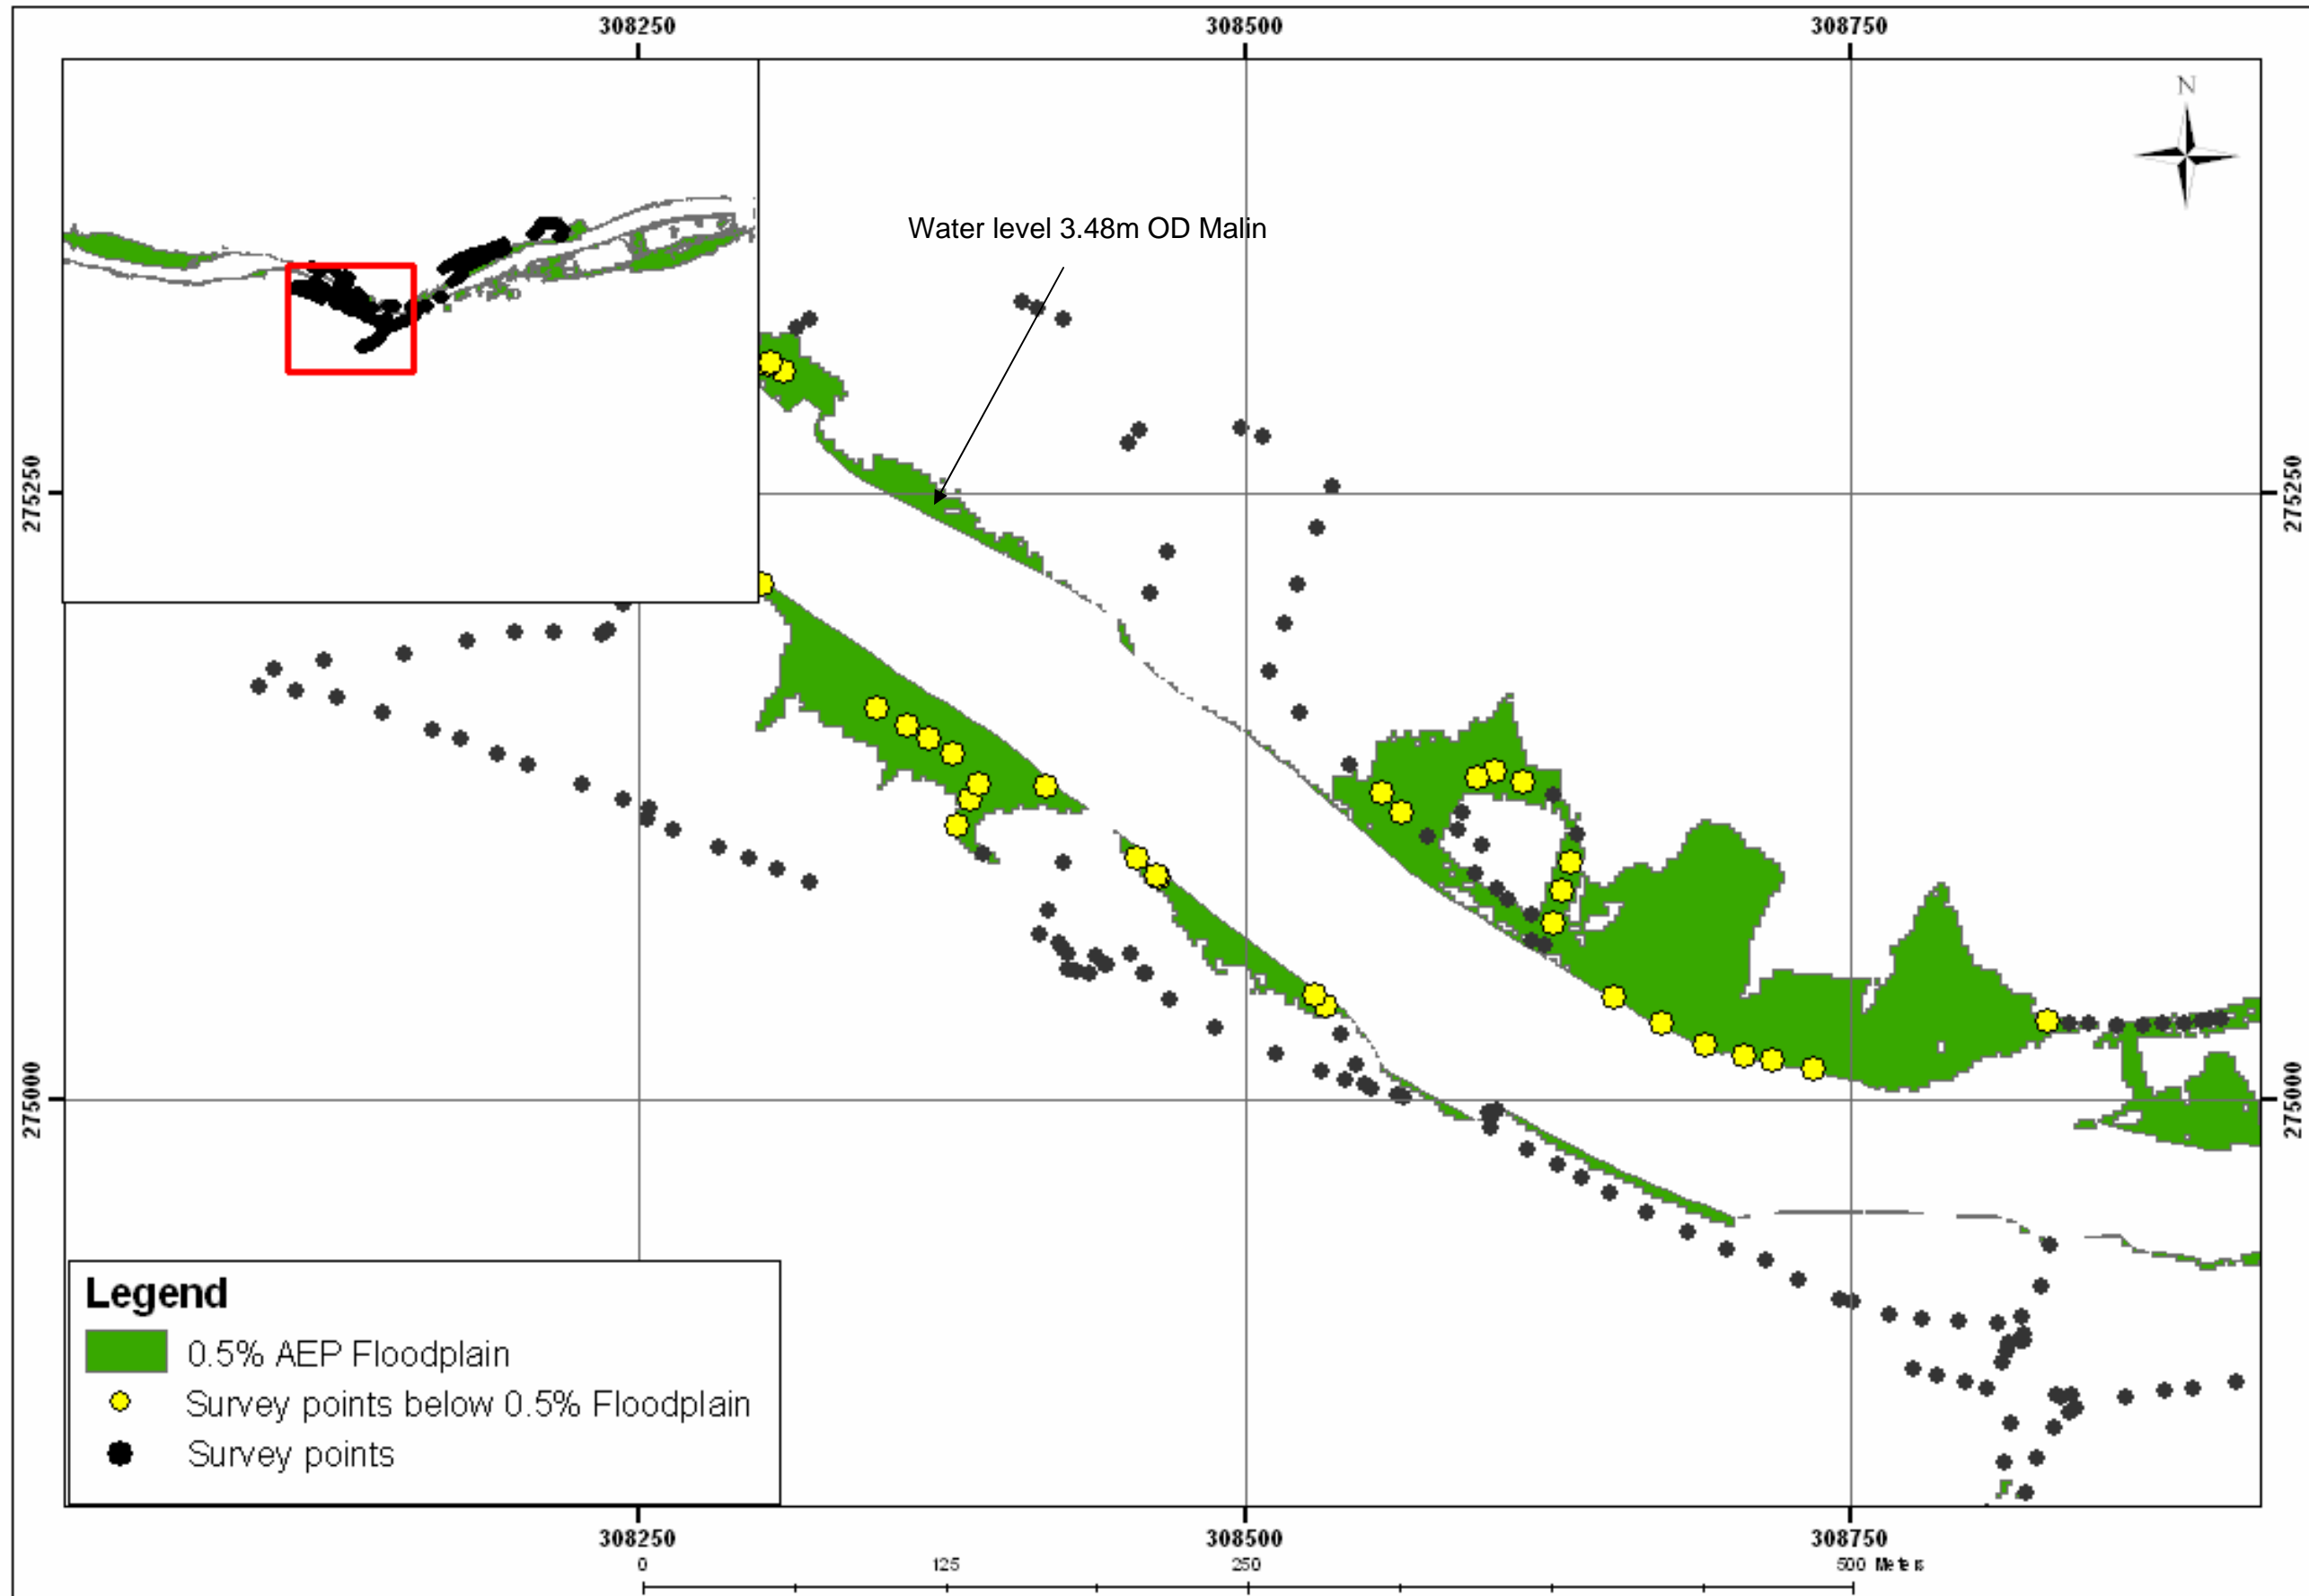 308250 308500 308750
N
Water level 3.48m OD Malin
275250 275250
275000 275000
Legend
0.5% AEP Floodplain
Survey points below 0.5% Floodplain
Survey points
308250 308500 308750
0 125 250 500 Meters